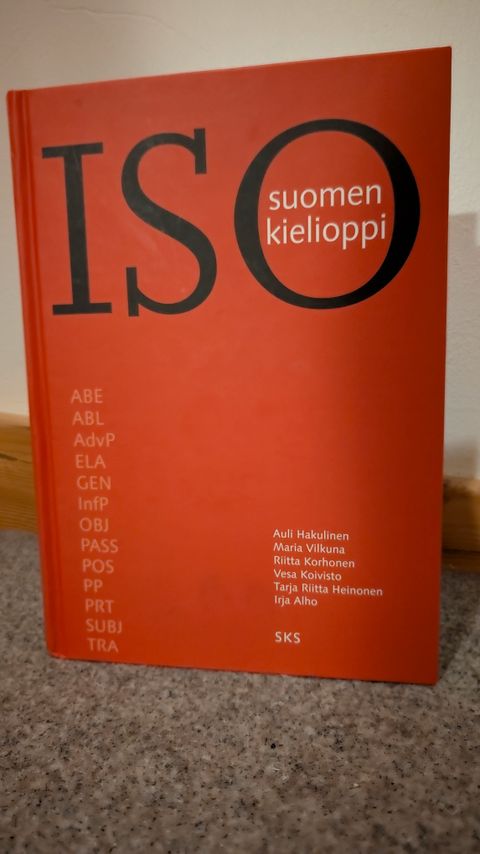 ISO
suomen
kielioppi
ABE
ABL
AdvP
ELA
GEN
InfP
OBJ
PASS
POS
PP
PRT
SUBJ
TRA
Auli Hakulinen
Maria Vilkuna
Riitta Korhonen
Vesa Koivisto
Tarja Riitta Heinonen
Irja Alho
SKS